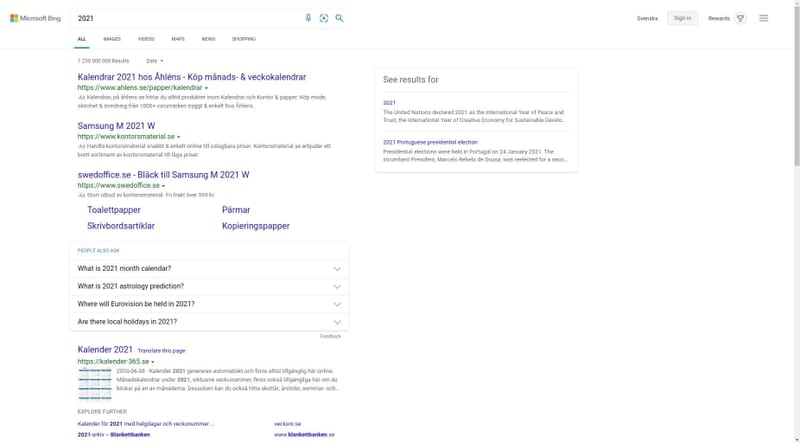 Microsoft Bing
2021
Svenska
Sign in
Rewards
ALL
IMAGES
VIDEOS
MAPS
NEWS
SHOPPING
1 230 000 000 Results
Date
Kalendrar 2021 hos Åhléns - Köp månads- & veckokalendrar
https://www.ahlens.se/papper/kalendrar
Ad Kalendrar, på åhlens.se hittar du alltid produkter inom Kalendrar och Kontor & papper. Köp mode,
skönhet & inredning från 1000+ varumärken tryggt & enkelt hos Åhléns.
Samsung M 2021 W
https://www.kontorsmaterial.se
Ad Handla kontorsmaterial snabbt & enkelt online till oslagbara priser. Kontorsmaterial.se erbjuder ett
brett sortiment av kontorsmaterial till låga priser
swedoffice.se - Bläck till Samsung M 2021 W
https://www.swedoffice.se
Ad Stort utbud av kontorsmaterial. Fri frakt över 595 kr.
Toalettpapper
Pärmar
Skrivbordsartiklar
Kopieringspapper
PEOPLE ALSO ASK
What is 2021 month calendar?
What is 2021 astrology prediction?
Where will Eurovision be held in 2021?
Are there local holidays in 2021?
Feedback
Kalender 2021 Translate this page
https://kalender-365.se
2020-06-08 · Kalender 2021 genereras automatiskt och finns alltid tillgänglig här online.
Månadskalendrar under 2021, inklusive veckonummer, finns också tillgängliga här om du
klickar på en av månaderna. Dessutom kan du också hitta skottår, årstider, sommar- och...
EXPLORE FURTHER
Kalender för 2021 med helgdagar och veckonummer ...
veckonr.se
2021-arkiv – Blankettbanken
www.blankettbanken.se
See results for
2021
The United Nations declared 2021 as the International Year of Peace and
Trust, the International Year of Creative Economy for Sustainable Develo...
2021 Portuguese presidential election
Presidential elections were held in Portugal on 24 January 2021. The
incumbent President, Marcelo Rebelo de Sousa, was reelected for a seco...